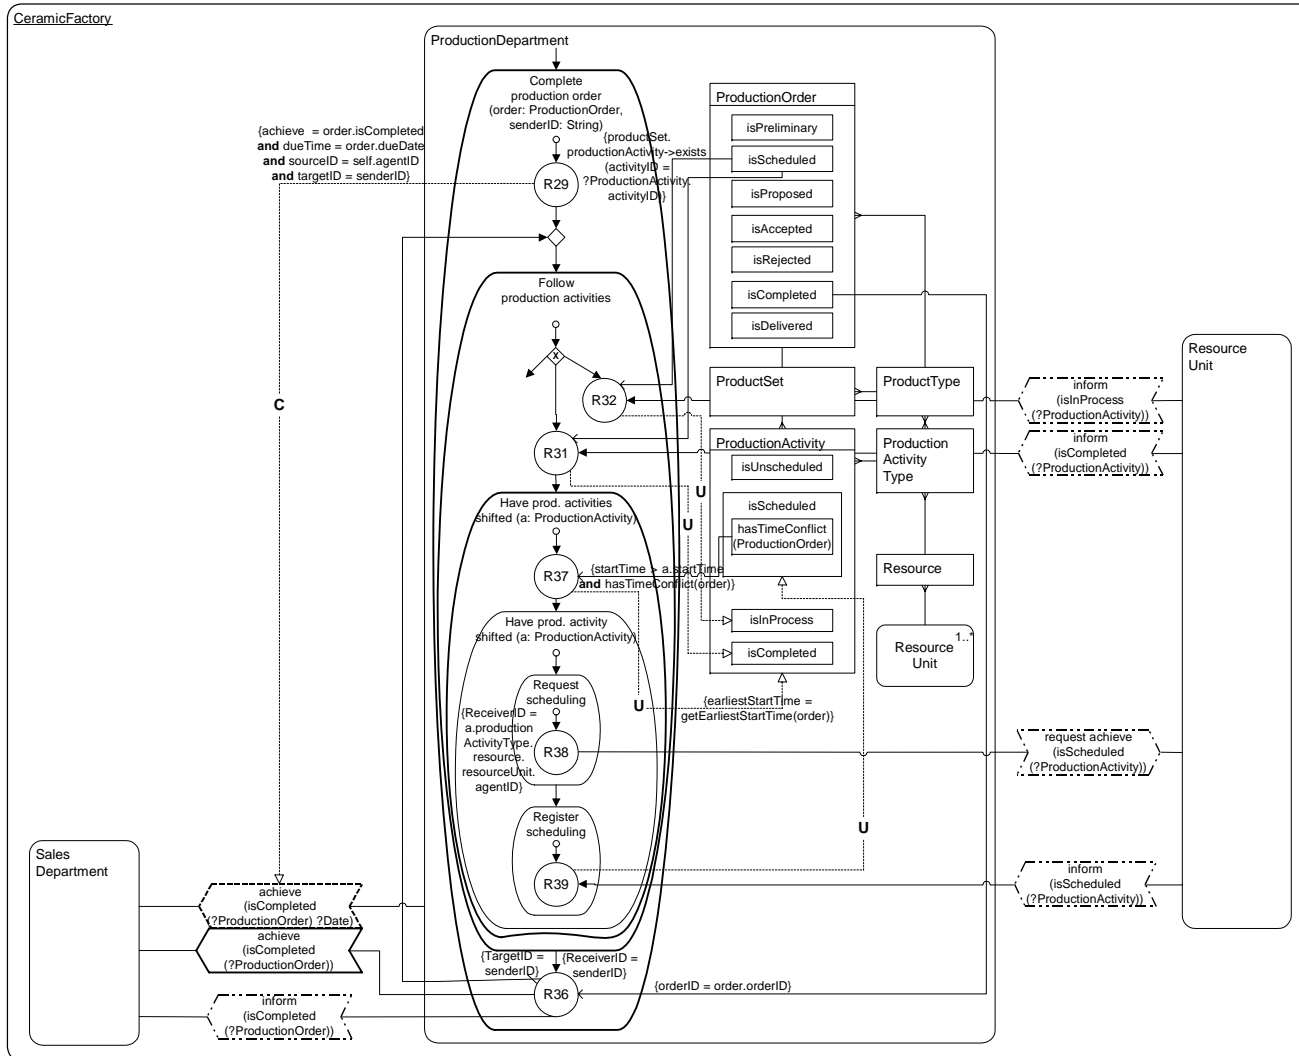 CeramicFactory
ProductionDepartment
Complete
production order
(order: ProductionOrder,
senderID: String)
{achieve = order.isCompleted
and dueTime = order.dueDate
and sourceID = self.agentID
and targetID = senderID}
{productSet.
productionActivity->exists
(activityID =
?ProductionActivity.
activityID)}
R29
C
Follow
production activities
x
R32
R31
Have prod. activities
shifted (a: ProductionActivity)
R37
{startTime > a.startTime
and hasTimeConflict(order)}
Have prod. activity
shifted (a: ProductionActivity)
Request
scheduling
{ReceiverID =
a.production
ActivityType.
resource.
resourceUnit.
agentID}
R38
Register
scheduling
R39
{TargetID =
senderID}
{ReceiverID =
senderID}
R36
{orderID = order.orderID}
ProductionOrder
isPreliminary
isScheduled
isProposed
isAccepted
isRejected
isCompleted
isDelivered
ProductSet
ProductType
ProductionActivity
isUnscheduled
isScheduled
hasTimeConflict
(ProductionOrder)
isInProcess
isCompleted
Production
Activity
Type
Resource
1..*
Resource
Unit
U
U
U
{earliestStartTime =
getEarliestStartTime(order)}
U
Resource
Unit
inform
(isInProcess
(?ProductionActivity))
inform
(isCompleted
(?ProductionActivity))
request achieve
(isScheduled
(?ProductionActivity))
inform
(isScheduled
(?ProductionActivity))
Sales
Department
achieve
(isCompleted
(?ProductionOrder) ?Date)
achieve
(isCompleted
(?ProductionOrder))
inform
(isCompleted
(?ProductionOrder))